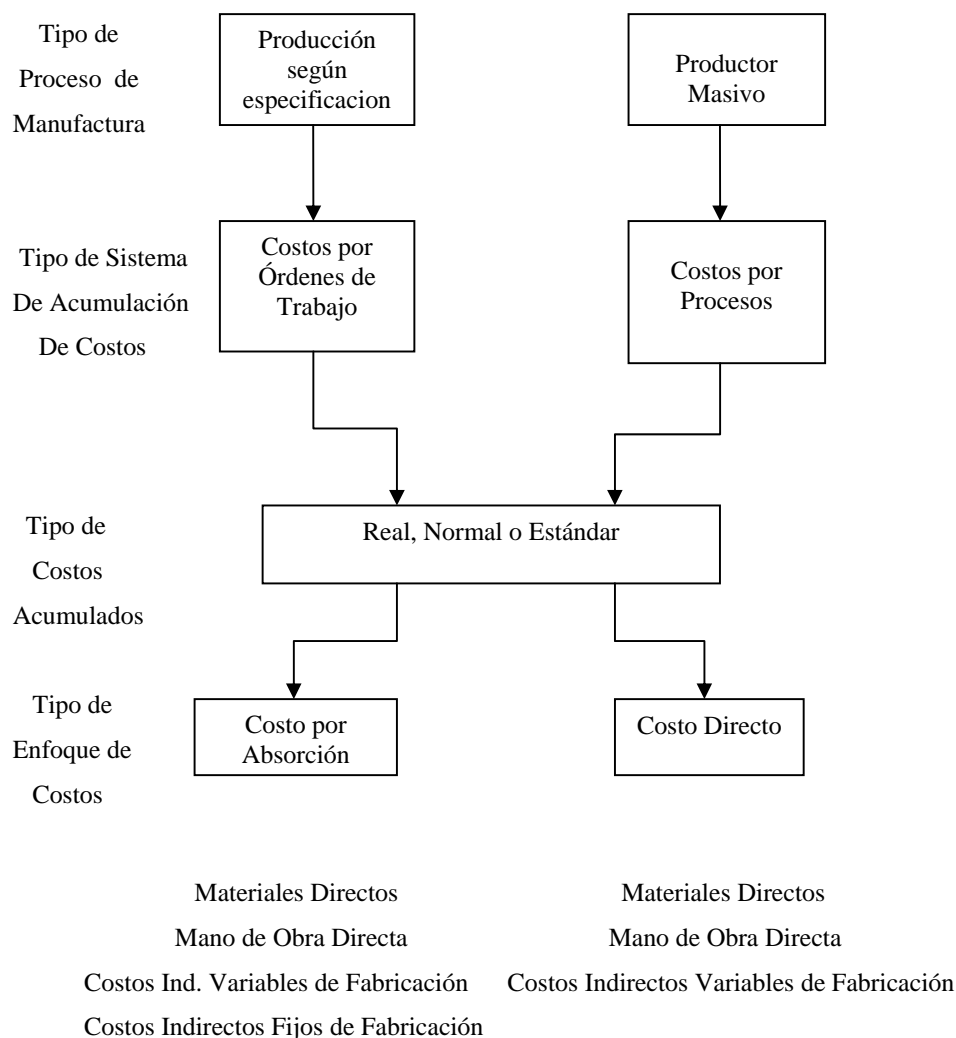 Tipo de
Proceso de
Manufactura
Producción
según
especificacion
Productor
Masivo
Tipo de Sistema
De Acumulación
De Costos
Costos por
Órdenes de
Trabajo
Costos por
Procesos
Tipo de
Costos
Acumulados
Real, Normal o Estándar
Tipo de
Enfoque de
Costos
Costo por
Absorción
Costo Directo
Materiales Directos
Mano de Obra Directa
Costos Ind. Variables de Fabricación
Costos Indirectos Fijos de Fabricación
Materiales Directos
Mano de Obra Directa
Costos Indirectos Variables de Fabricación